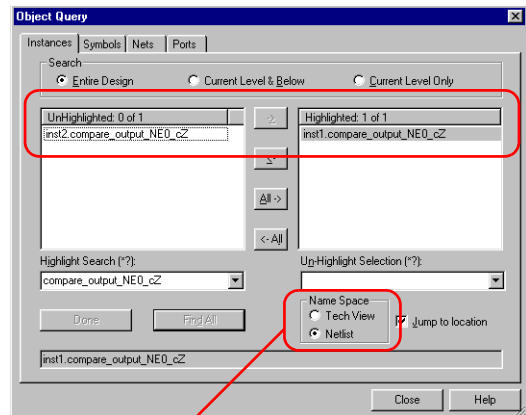 Object Query
Instances Symbols Nets Ports
Search
Entire Design Current Level & Below Current Level Only
UnHighlighted: 0 of 1
inst2.compare_output_NE0_cZ
->
<-
All ->
<- All
Highlighted: 1 of 1
inst1.compare_output_NE0_cZ
Highlight Search (*?):
compare_output_NE0_cZ
Un-Highlight Selection (*?):
Done Find All
Name Space
Tech View
Netlist
Jump to location
inst1.compare_output_NE0_cZ
Close Help